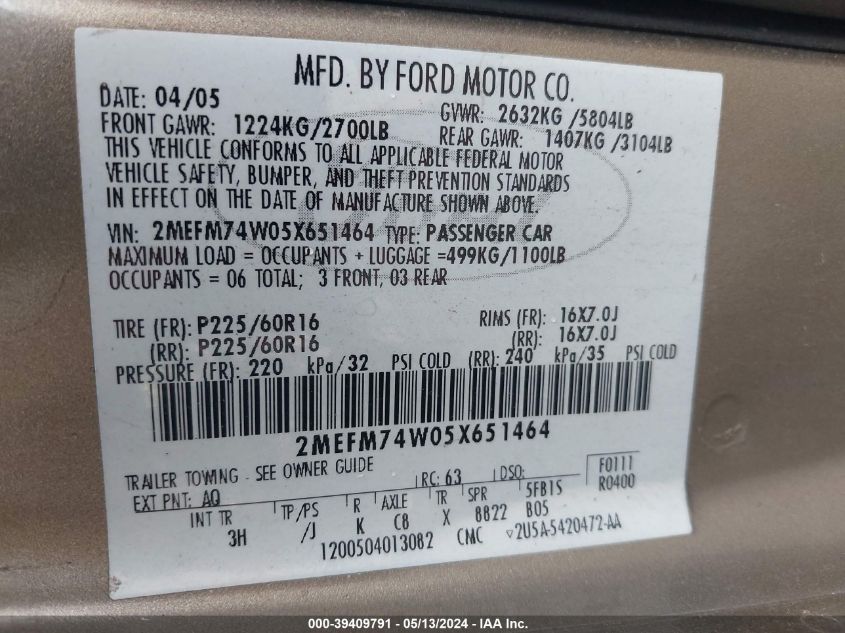 MFD. BY FORD MOTOR CO.
DATE: 04/05 GVWR: 2632KG /5804LB
FRONT GAWR: 1224KG/2700LB REAR GAWR: 1407KG /3104LB
THIS VEHICLE CONFORMS TO ALL APPLICABLE FEDERAL MOTOR
VEHICLE SAFETY, BUMPER, AND THEFT PREVENTION STANDARDS
IN EFFECT ON THE DATE OF MANUFACTURE SHOWN ABOVE.
VIN: 2MEFM74W05X651464 TYPE: PASSENGER CAR
MAXIMUM LOAD = OCCUPANTS + LUGGAGE =499KG/1100LB
OCCUPANTS = 06 TOTAL; 3 FRONT, 03 REAR
TIRE (FR): P225/60R16 RIMS (FR): 16X7.0J
(RR): P225/60R16 (RR): 16X7.0J
PRESSURE (FR): 220 kPa/32 PSI COLD (RR): 240 kPa/35 PSI COLD
2MEFM74W05X651464
TRAILER TOWING - SEE OWNER GUIDE RC: 63 DSO: F0111
EXT PNT: AQ R0400
INT TR TP/PS R AXLE TR SPR 5FB1S
3H /J K C8 X 8822 B05
1200504013082 CMC ▽2U5A-5420472-AA
000-39409791 - 05/13/2024 - IAA Inc.